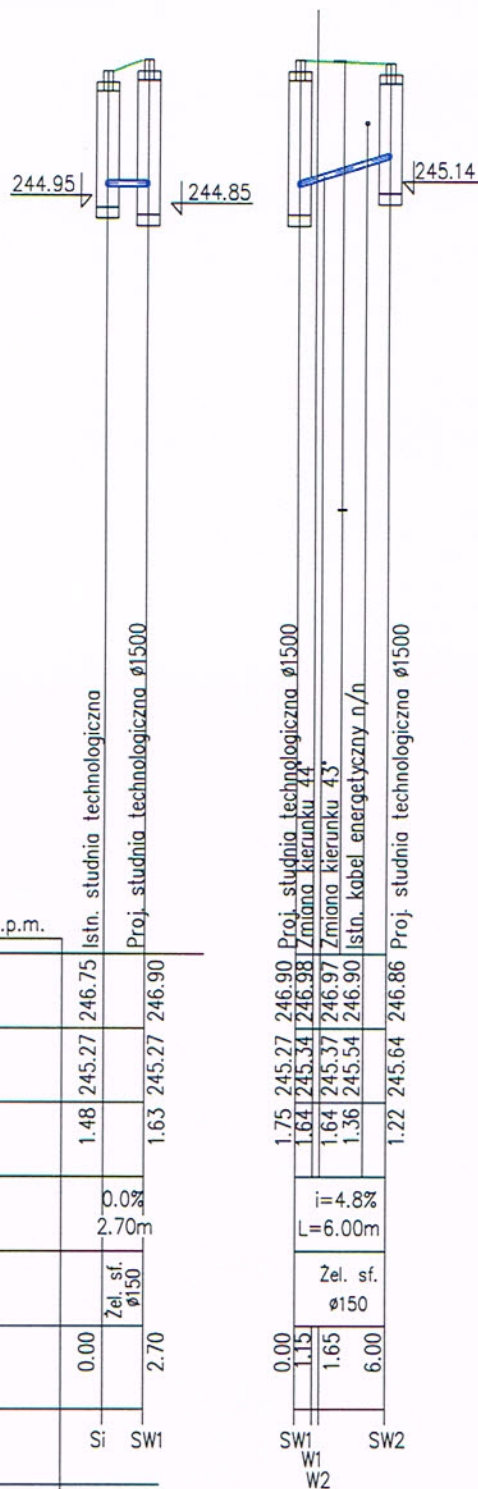 244.95
244.85
245.14
Istn. studnia technologiczna
Proj. studnia technologiczna ø1500
Proj. studnia technologiczna ø1500
Zmiana kierunku 44°
Zmiana kierunku 43°
Istn. kabel energetyczny n/n
Proj. studnia technologiczna ø1500
.p.m.
246.75
246.90
246.90
246.98
246.97
246.90
246.86
245.27
245.27
245.27
245.34
245.37
245.54
245.64
1.48
1.63
1.75
1.64
1.64
1.36
1.22
0.0%
2.70m
i=4.8%
L=6.00m
Żel. sf.
ø150
Żel. sf.
ø150
0.00
2.70
0.00
1.15
1.65
6.00
Si
SW1
SW1
W1
W2
SW2